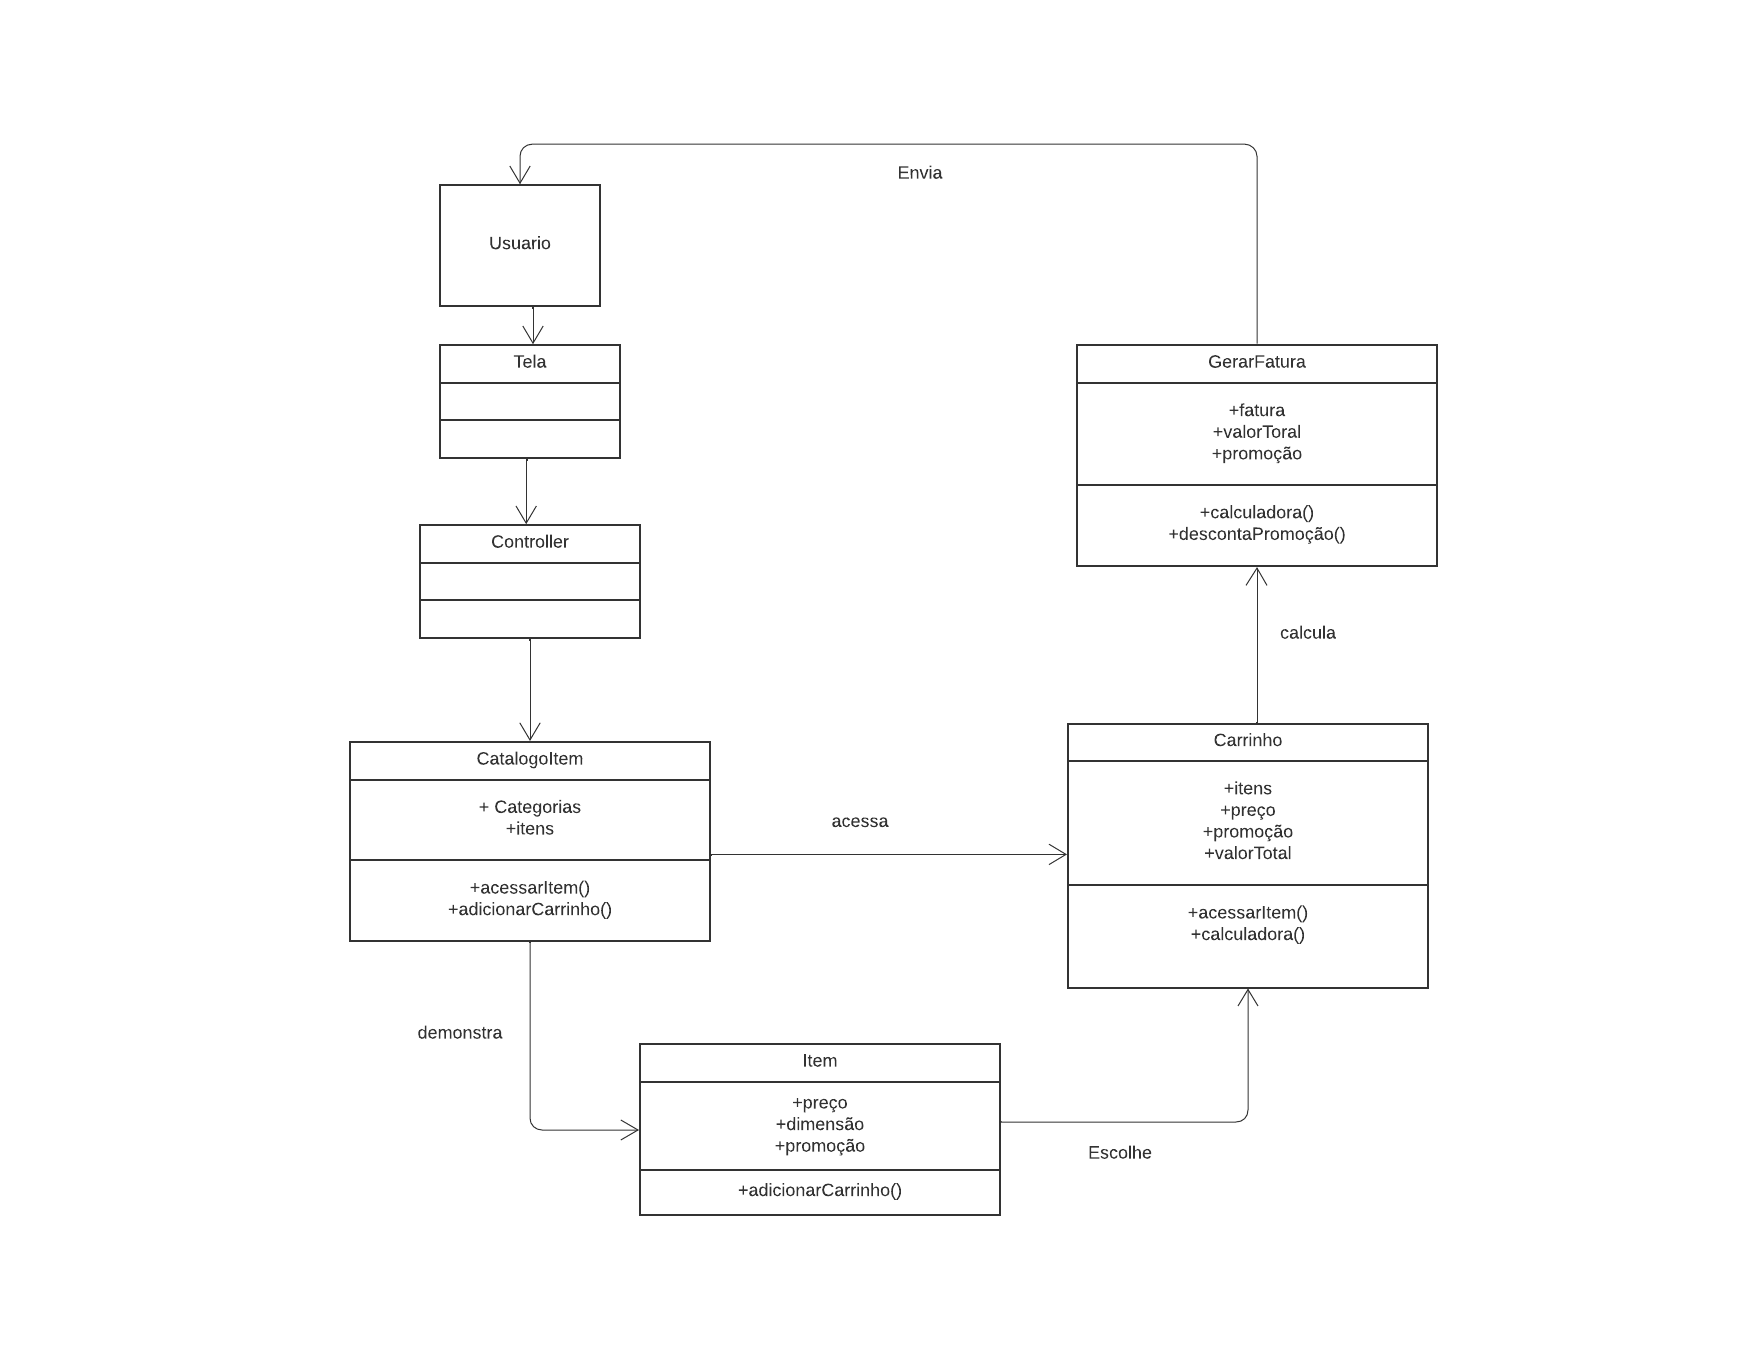 Envia
Usuario
Tela
GerarFatura
+fatura
+valorToral
+promoção
+calculadora()
+descontaPromoção()
Controller
calcula
CatalogoItem
+ Categorias
+itens
+acessarItem()
+adicionarCarrinho()
acessa
Carrinho
+itens
+preço
+promoção
+valorTotal
+acessarItem()
+calculadora()
demonstra
Item
+preço
+dimensão
+promoção
+adicionarCarrinho()
Escolhe